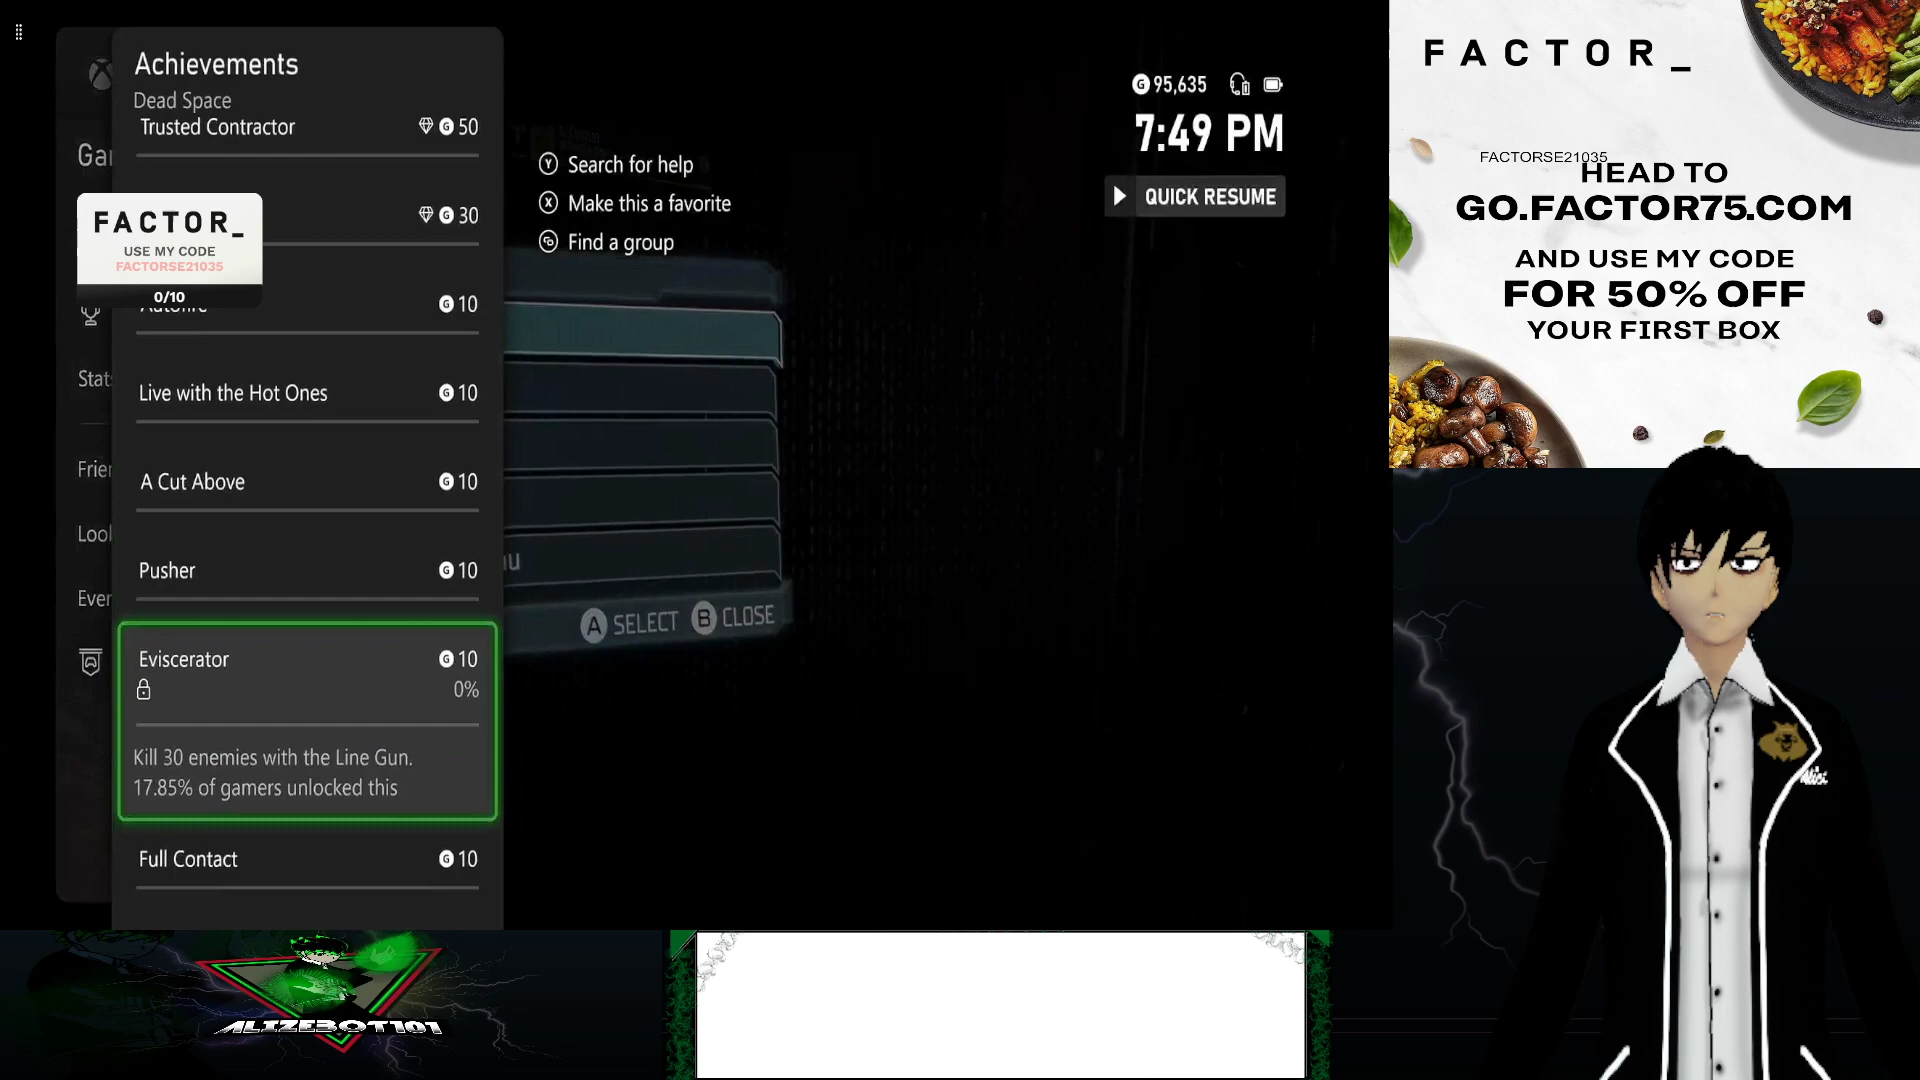 Achievements
Dead Space
Trusted Contractor
50
30
10
Live with the Hot Ones
10
A Cut Above
10
Pusher
10
Eviscerator
10
0%
Kill 30 enemies with the Line Gun.
17.85% of gamers unlocked this
Full Contact
10
FACTOR_
USE MY CODE
FACTORSE21035
0/10
Search for help
Make this a favorite
Find a group
A SELECT B CLOSE
95,635
7:49 PM
QUICK RESUME
FACTOR_
FACTORSE21035
HEAD TO
GO.FACTOR75.COM
AND USE MY CODE
FOR 50% OFF
YOUR FIRST BOX
ALIZEBOT101